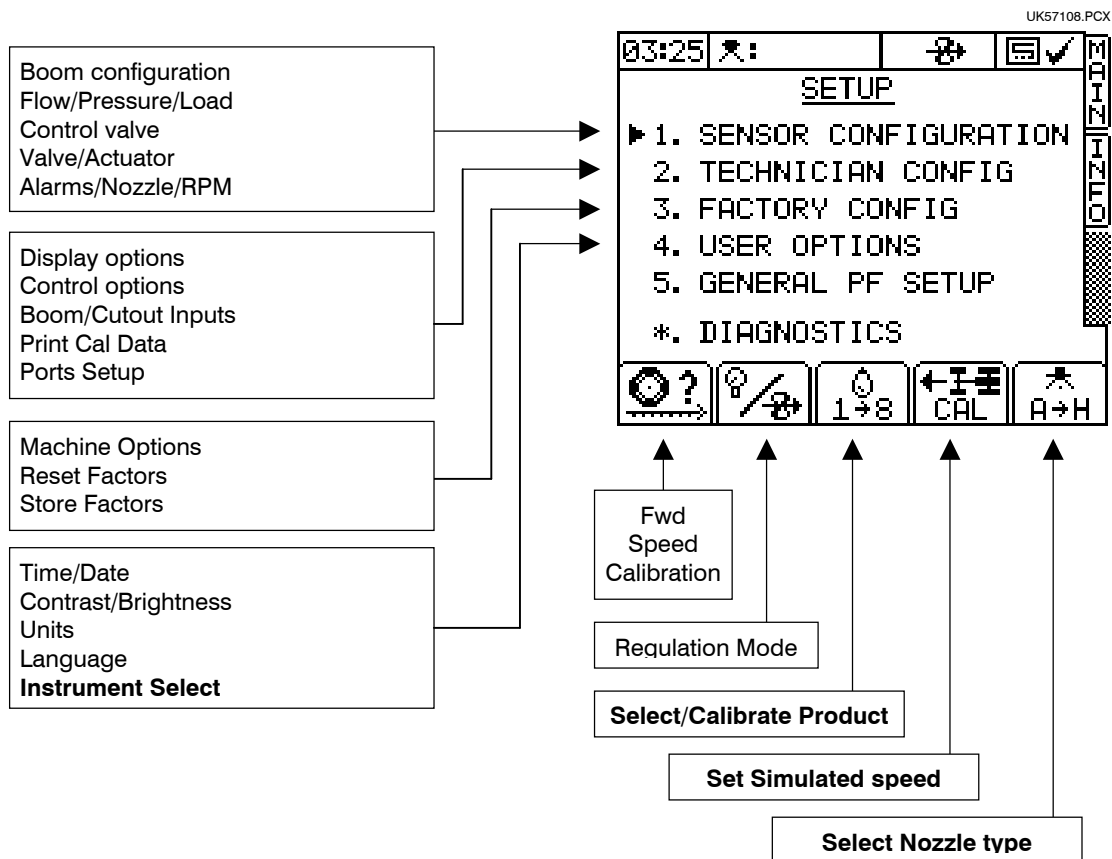 UK57108.PCX
Boom configuration
Flow/Pressure/Load
Control valve
Valve/Actuator
Alarms/Nozzle/RPM
Display options
Control options
Boom/Cutout Inputs
Print Cal Data
Ports Setup
Machine Options
Reset Factors
Store Factors
Time/Date
Contrast/Brightness
Units
Language
Instrument Select
03:25 :
SETUP
1. SENSOR CONFIGURATION
2. TECHNICIAN CONFIG
3. FACTORY CONFIG
4. USER OPTIONS
5. GENERAL PF SETUP
*. DIAGNOSTICS
MAIN
INFO
?
1→8
CAL
A→H
Fwd
Speed
Calibration
Regulation Mode
Select/Calibrate Product
Set Simulated speed
Select Nozzle type